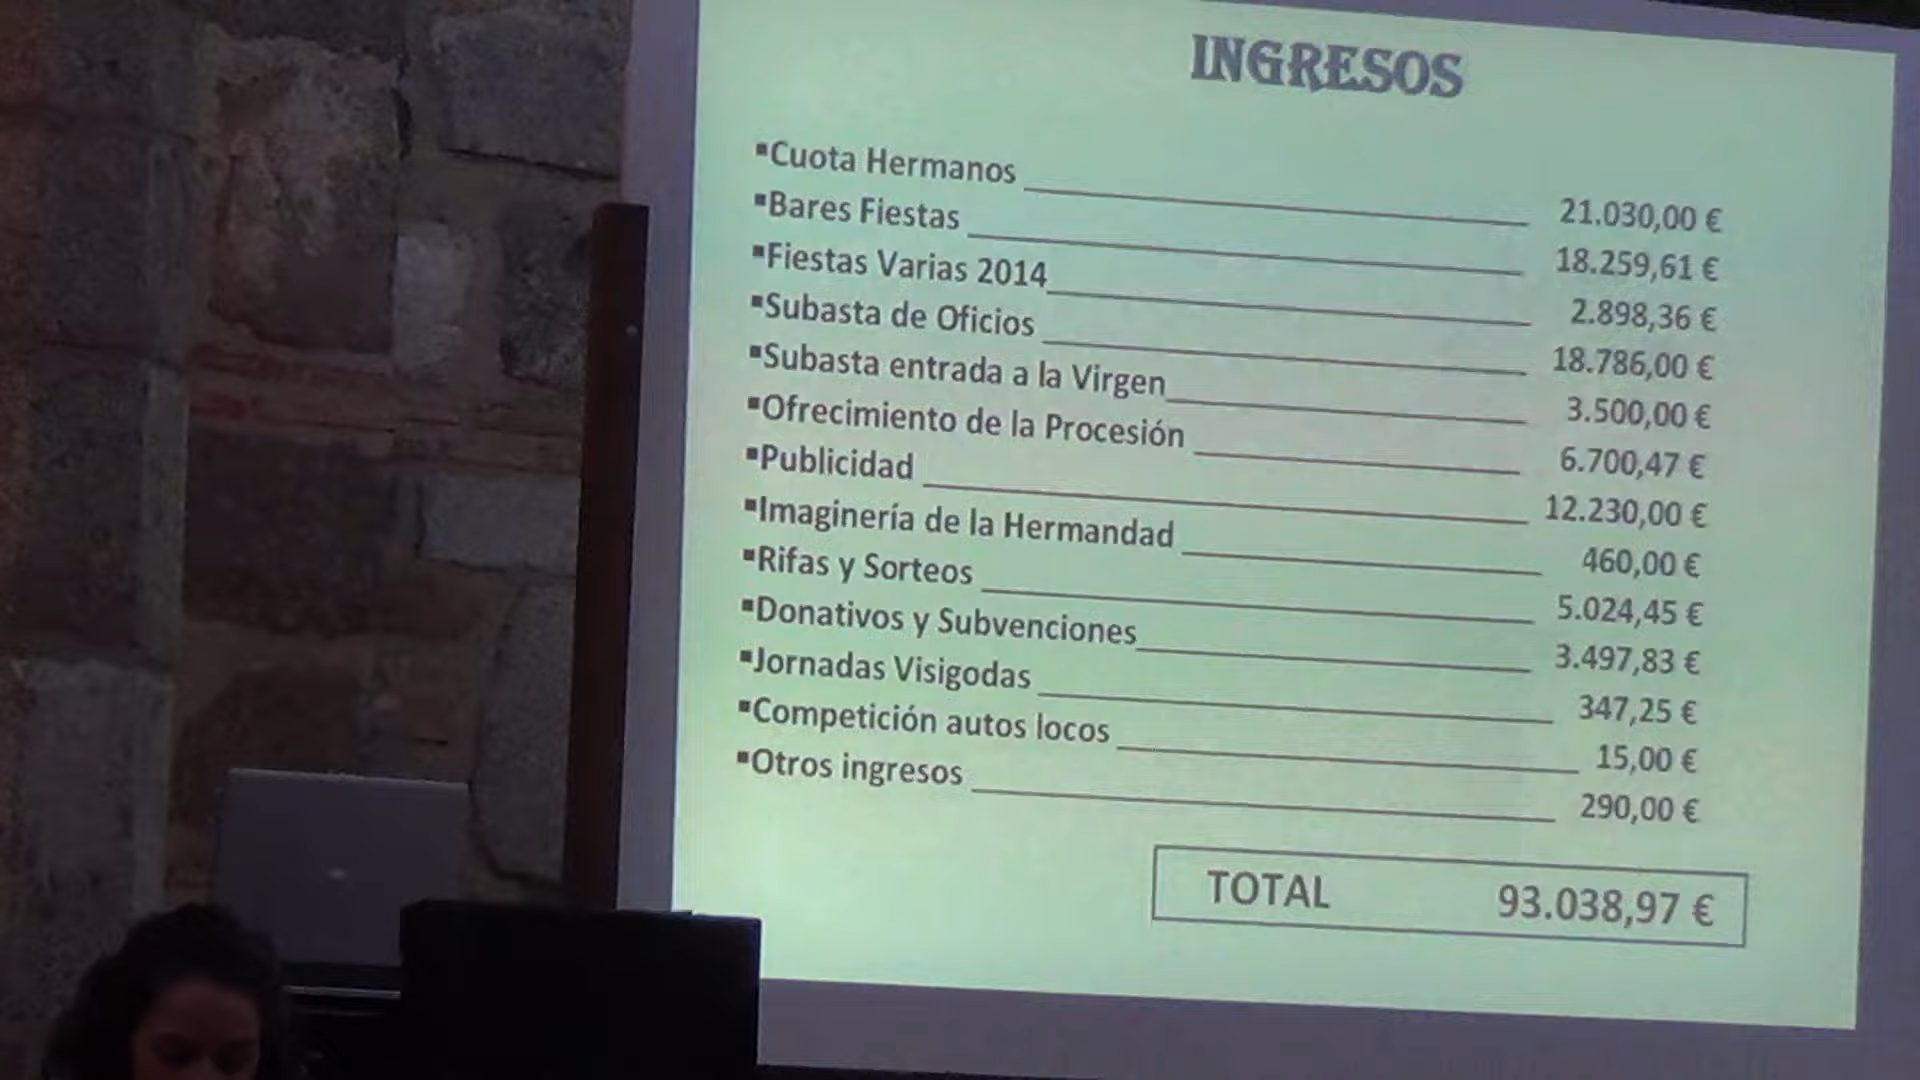 INGRESOS
▪Cuota Hermanos 21.030,00 €
▪Bares Fiestas 18.259,61 €
▪Fiestas Varias 2014 2.898,36 €
▪Subasta de Oficios 18.786,00 €
▪Subasta entrada a la Virgen 3.500,00 €
▪Ofrecimiento de la Procesión 6.700,47 €
▪Publicidad 12.230,00 €
▪Imaginería de la Hermandad 460,00 €
▪Rifas y Sorteos 5.024,45 €
▪Donativos y Subvenciones 3.497,83 €
▪Jornadas Visigodas 347,25 €
▪Competición autos locos 15,00 €
▪Otros ingresos 290,00 €
TOTAL 93.038,97 €